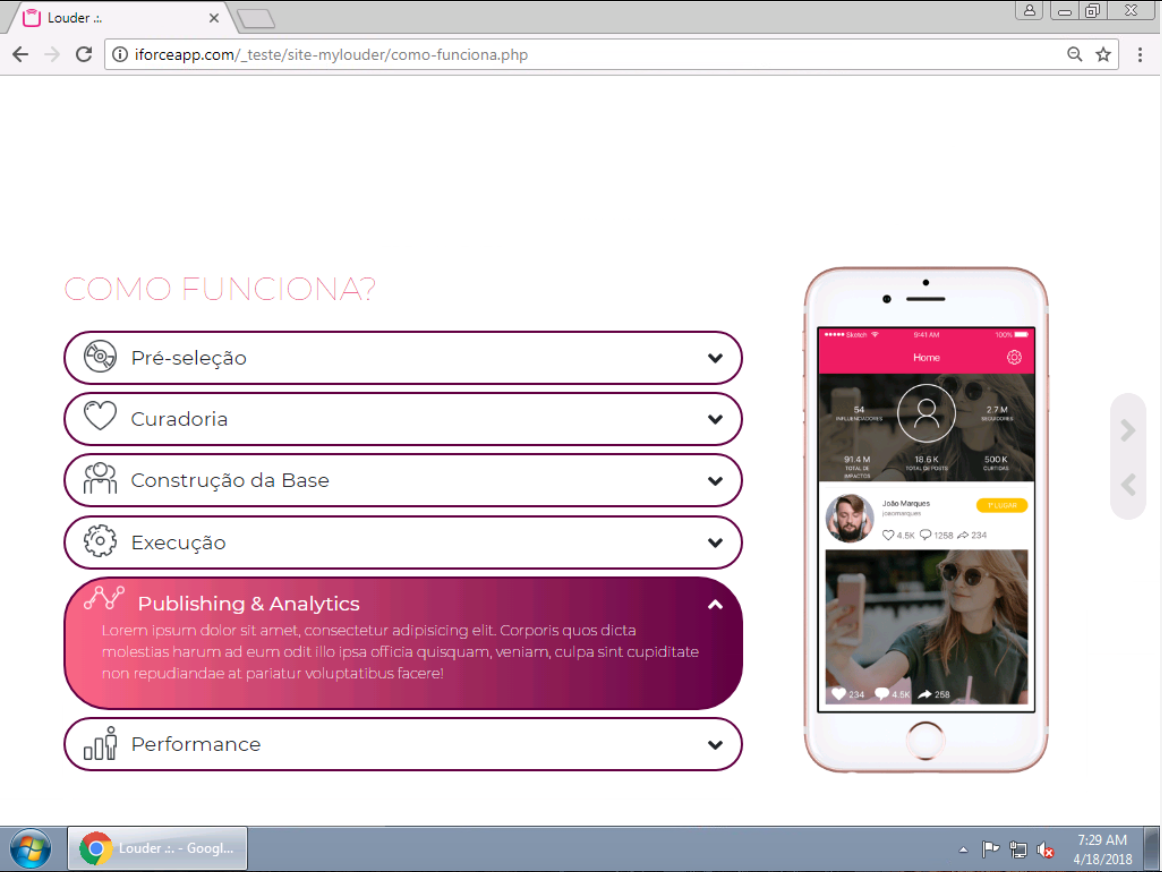 Louder .:.
iforceapp.com/_teste/site-mylouder/como-funciona.php
COMO FUNCIONA?
Pré-seleção
Curadoria
Construção da Base
Execução
Publishing & Analytics
Lorem ipsum dolor sit amet, consectetur adipisicing elit. Corporis quos dicta
molestias harum ad eum odit illo ipsa officia quisquam, veniam, culpa sint cupiditate
non repudiandae at pariatur voluptatibus facere!
Performance
Sketch 9:41 AM 100%
Home
54 2.7 M
INFLUENCIADORES SEGUIDORES
91.4 M 18.6 K 500 K
TOTAL DE IMPACTOS TOTAL DE POSTS CURTIDAS
João Marques
joaomarques
1º LUGAR
4.5K 1258 234
234 4.5K 258
Louder .:. - Googl...
7:29 AM
4/18/2018